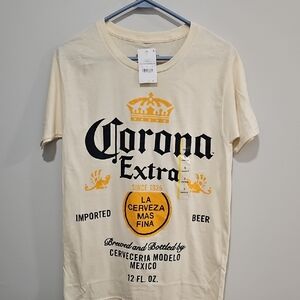 Corona
Extra
SINCE 1925
LA
CERVEZA
MAS
FINA
IMPORTED
BEER
Brewed and Bottled by
CERVECERIA MODELO
MEXICO
12 FL. OZ.